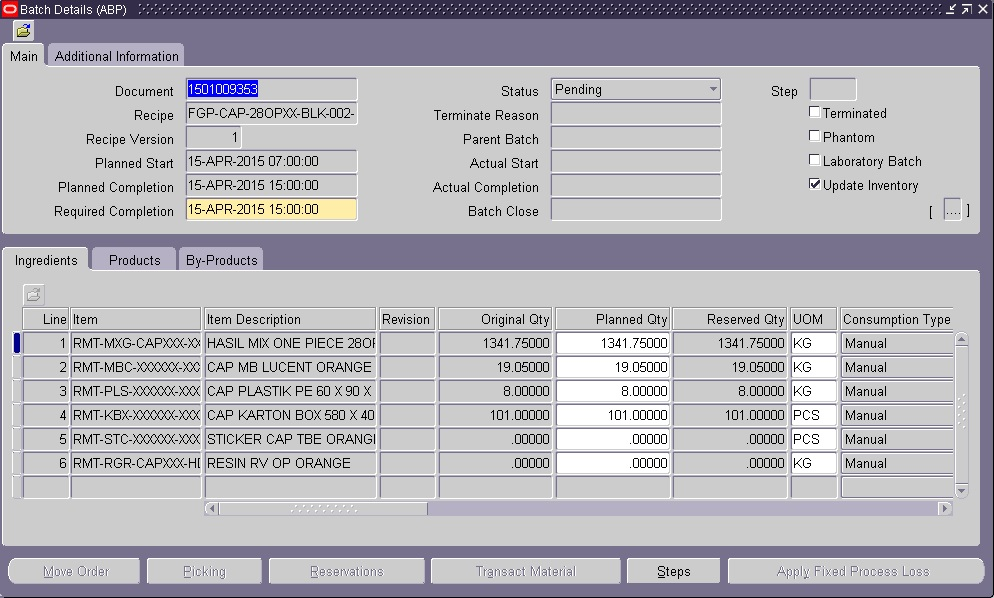 Batch Details (ABP)
Main Additional Information
Document 1501009353 Status Pending Step
Recipe FGP-CAP-28OPXX-BLK-002- Terminate Reason Terminated
Recipe Version 1 Parent Batch Phantom
Planned Start 15-APR-2015 07:00:00 Actual Start Laboratory Batch
Planned Completion 15-APR-2015 15:00:00 Actual Completion Update Inventory
Required Completion 15-APR-2015 15:00:00 Batch Close [ .... ]
Ingredients Products By-Products
Line Item Item Description Revision Original Qty Planned Qty Reserved Qty UOM Consumption Type
1 RMT-MXG-CAPXXX-XX HASIL MIX ONE PIECE 28OF 1341.75000 1341.75000 1341.75000 KG Manual
2 RMT-MBC-XXXXXX-XXX CAP MB LUCENT ORANGE 19.05000 19.05000 19.05000 KG Manual
3 RMT-PLS-XXXXXX-XXX CAP PLASTIK PE 60 X 90 X 8.00000 8.00000 8.00000 KG Manual
4 RMT-KBX-XXXXXX-XXX CAP KARTON BOX 580 X 40 101.00000 101.00000 101.00000 PCS Manual
5 RMT-STC-XXXXXX-XXX STICKER CAP TBE ORANGI .00000 .00000 .00000 PCS Manual
6 RMT-RGR-CAPXXX-HI RESIN RV OP ORANGE .00000 .00000 .00000 KG Manual
Move Order Picking Reservations Transact Material Steps Apply Fixed Process Loss